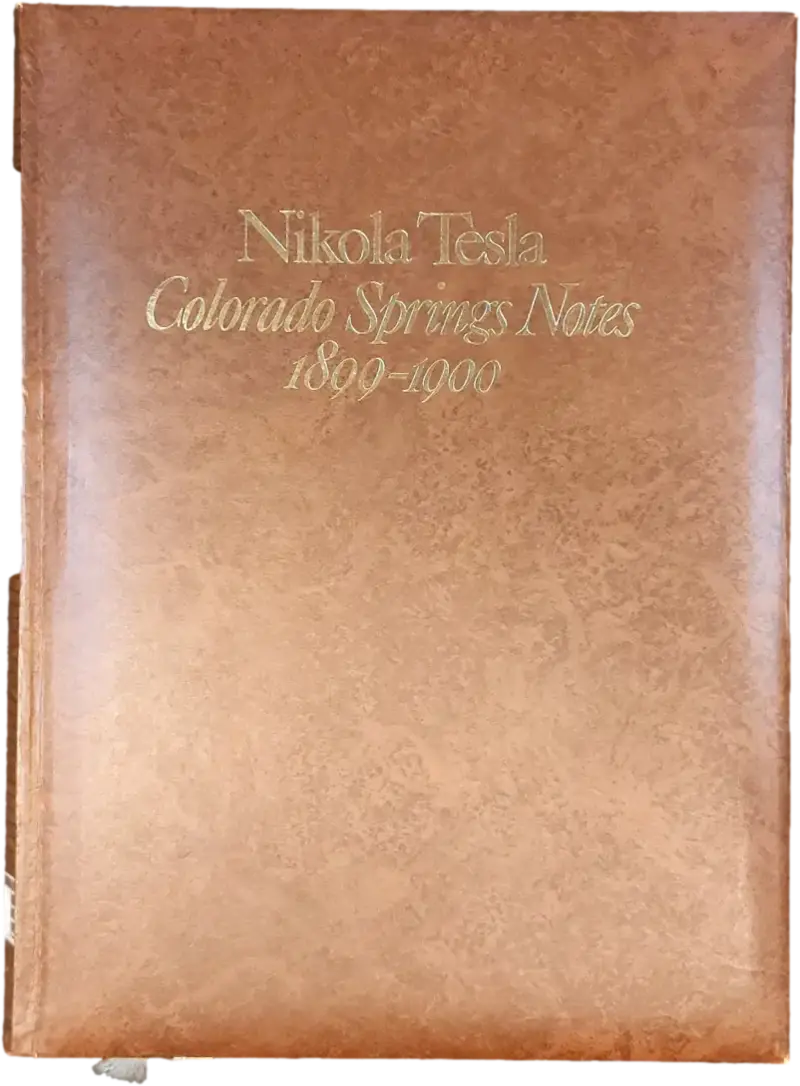 Nikola Tesla
Colorado Springs Notes
1899–1900